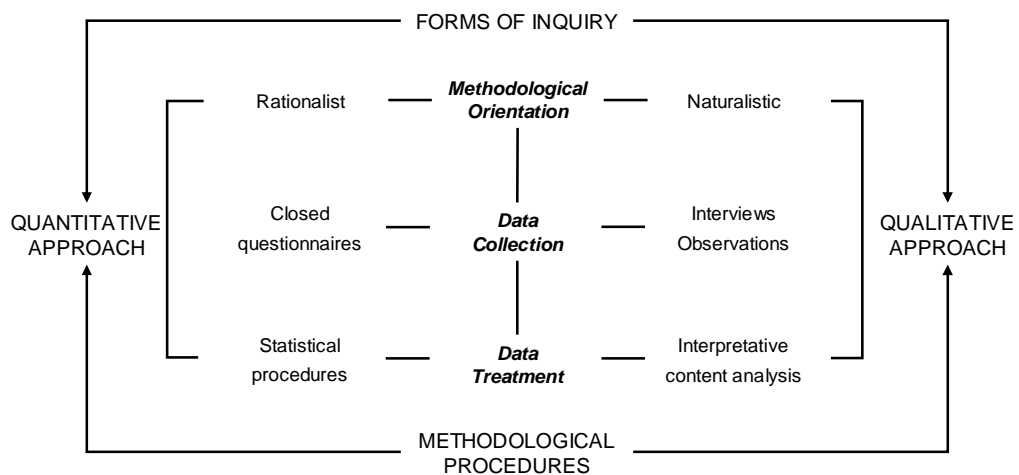 FORMS OF INQUIRY
Rationalist
Methodological
Orientation
Naturalistic
QUANTITATIVE
APPROACH
Closed
questionnaires
Data
Collection
Interviews
Observations
QUALITATIVE
APPROACH
Statistical
procedures
Data
Treatment
Interpretative
content analysis
METHODOLOGICAL
PROCEDURES